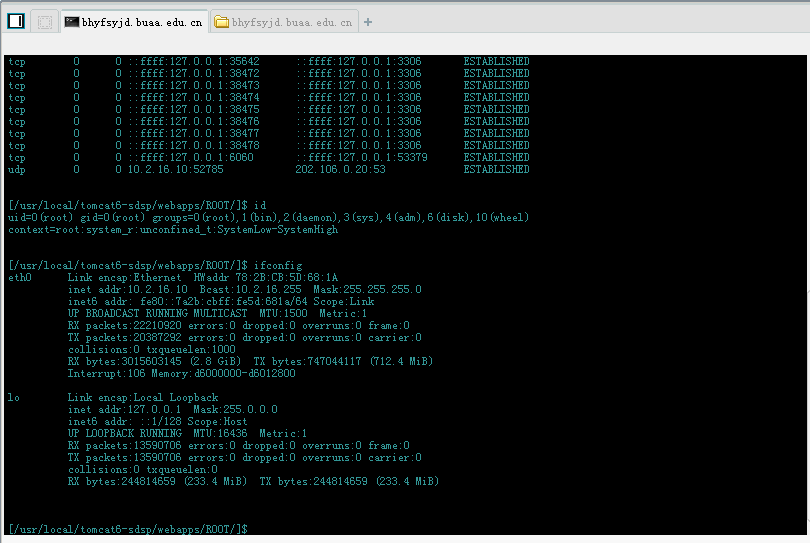 bhyfsyjd.buaa.edu.cn bhyfsyjd.buaa.edu.cn +
tcp 0 0 ::ffff:127.0.0.1:35642 ::ffff:127.0.0.1:3306 ESTABLISHED
tcp 0 0 ::ffff:127.0.0.1:38472 ::ffff:127.0.0.1:3306 ESTABLISHED
tcp 0 0 ::ffff:127.0.0.1:38473 ::ffff:127.0.0.1:3306 ESTABLISHED
tcp 0 0 ::ffff:127.0.0.1:38474 ::ffff:127.0.0.1:3306 ESTABLISHED
tcp 0 0 ::ffff:127.0.0.1:38475 ::ffff:127.0.0.1:3306 ESTABLISHED
tcp 0 0 ::ffff:127.0.0.1:38476 ::ffff:127.0.0.1:3306 ESTABLISHED
tcp 0 0 ::ffff:127.0.0.1:38477 ::ffff:127.0.0.1:3306 ESTABLISHED
tcp 0 0 ::ffff:127.0.0.1:38478 ::ffff:127.0.0.1:3306 ESTABLISHED
tcp 0 0 ::ffff:127.0.0.1:6060 ::ffff:127.0.0.1:53379 ESTABLISHED
udp 0 0 10.2.16.10:52785 202.106.0.20:53 ESTABLISHED
[/usr/local/tomcat6-sdsp/webapps/ROOT/]$ id
uid=0(root) gid=0(root) groups=0(root),1(bin),2(daemon),3(sys),4(adm),6(disk),10(wheel)
context=root:system_r:unconfined_t:SystemLow-SystemHigh
[/usr/local/tomcat6-sdsp/webapps/ROOT/]$ ifconfig
eth0 Link encap:Ethernet HWaddr 78:2B:CB:5D:68:1A
inet addr:10.2.16.10 Bcast:10.2.16.255 Mask:255.255.255.0
inet6 addr: fe80::7a2b:cbff:fe5d:681a/64 Scope:Link
UP BROADCAST RUNNING MULTICAST MTU:1500 Metric:1
RX packets:22210920 errors:0 dropped:0 overruns:0 frame:0
TX packets:20387292 errors:0 dropped:0 overruns:0 carrier:0
collisions:0 txqueuelen:1000
RX bytes:3015603145 (2.8 GiB) TX bytes:747044117 (712.4 MiB)
Interrupt:106 Memory:d6000000-d6012800
lo Link encap:Local Loopback
inet addr:127.0.0.1 Mask:255.0.0.0
inet6 addr: ::1/128 Scope:Host
UP LOOPBACK RUNNING MTU:16436 Metric:1
RX packets:13590706 errors:0 dropped:0 overruns:0 frame:0
TX packets:13590706 errors:0 dropped:0 overruns:0 carrier:0
collisions:0 txqueuelen:0
RX bytes:244814659 (233.4 MiB) TX bytes:244814659 (233.4 MiB)
[/usr/local/tomcat6-sdsp/webapps/ROOT/]$